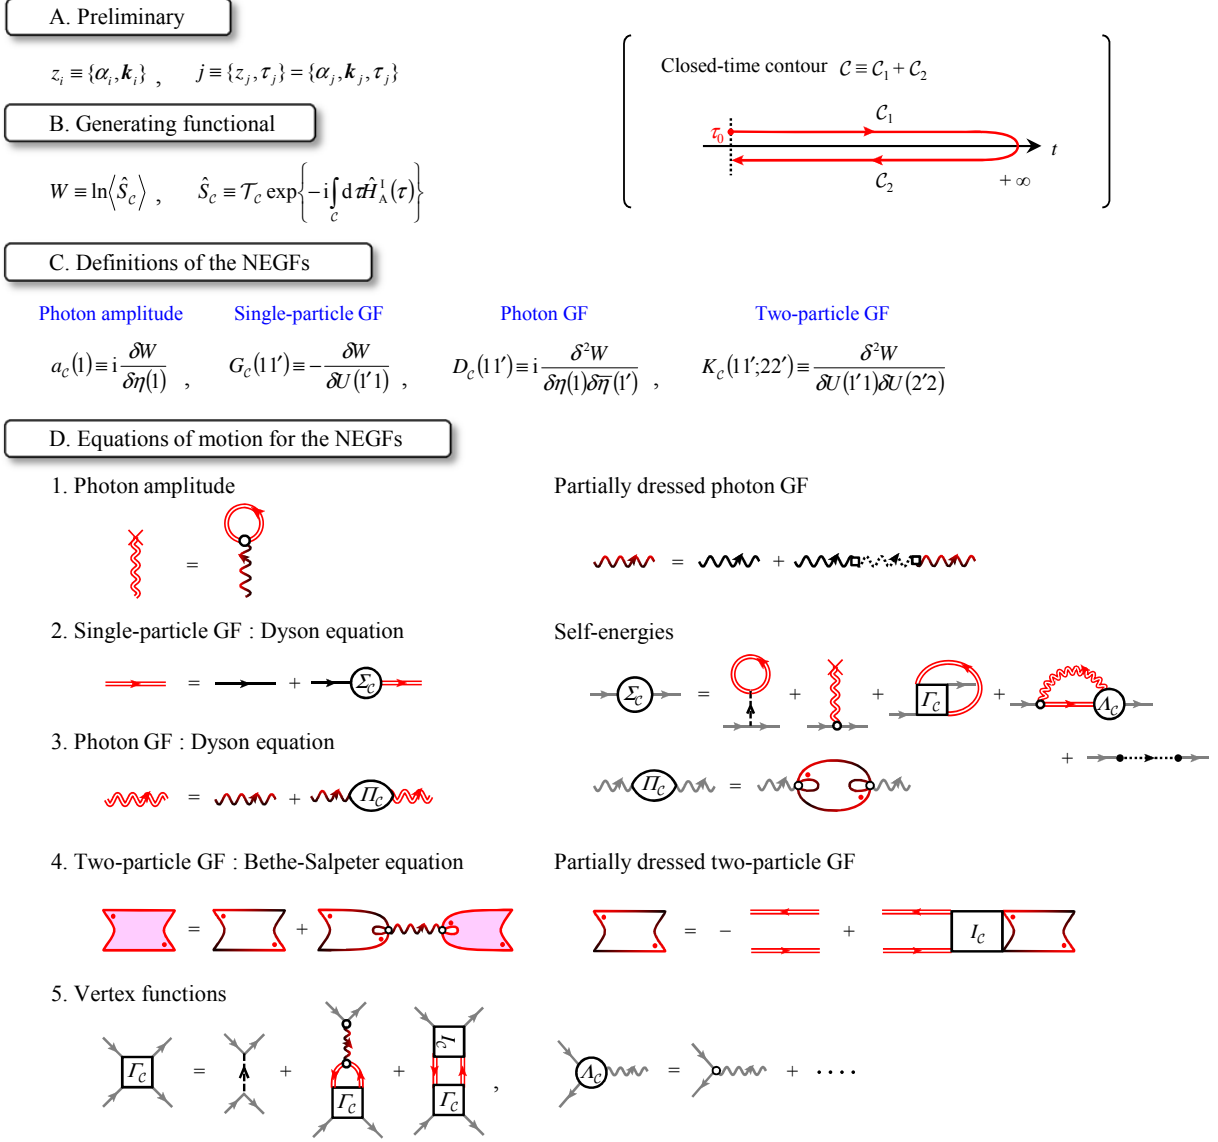 A. Preliminary
z_i ≡ {α_i, k_i} , j ≡ {z_j, τ_j} = {α_j, k_j, τ_j}
Closed-time contour 𝒞 ≡ 𝒞_1 + 𝒞_2
𝒞_1
τ_0
t
𝒞_2
+ ∞
B. Generating functional
W ≡ ln⟨Ŝ_𝒞⟩ , Ŝ_𝒞 ≡ 𝒯_𝒞 exp{−i∫_𝒞 dτĤ_A^I(τ)}
C. Definitions of the NEGFs
Photon amplitude Single-particle GF Photon GF Two-particle GF
a_𝒞(1) ≡ i δW/δη(1) , G_𝒞(11′) ≡ − δW/δU(1′1) , D_𝒞(11′) ≡ i δ²W/δη(1)δη̅(1′) , K_𝒞(11′;22′) ≡ δ²W/δU(1′1)δU(2′2)
D. Equations of motion for the NEGFs
1. Photon amplitude
Partially dressed photon GF
=
= +
2. Single-particle GF : Dyson equation
Self-energies
= + Σ_𝒞
Σ_𝒞 = + + Γ_𝒞 + Λ_𝒞
+
3. Photon GF : Dyson equation
= + Π_𝒞
Π_𝒞 =
4. Two-particle GF : Bethe-Salpeter equation
Partially dressed two-particle GF
= +
= − + I_𝒞
5. Vertex functions
Γ_𝒞 = + Γ_𝒞 + I_𝒞 Γ_𝒞 ,
Λ_𝒞 = + ····